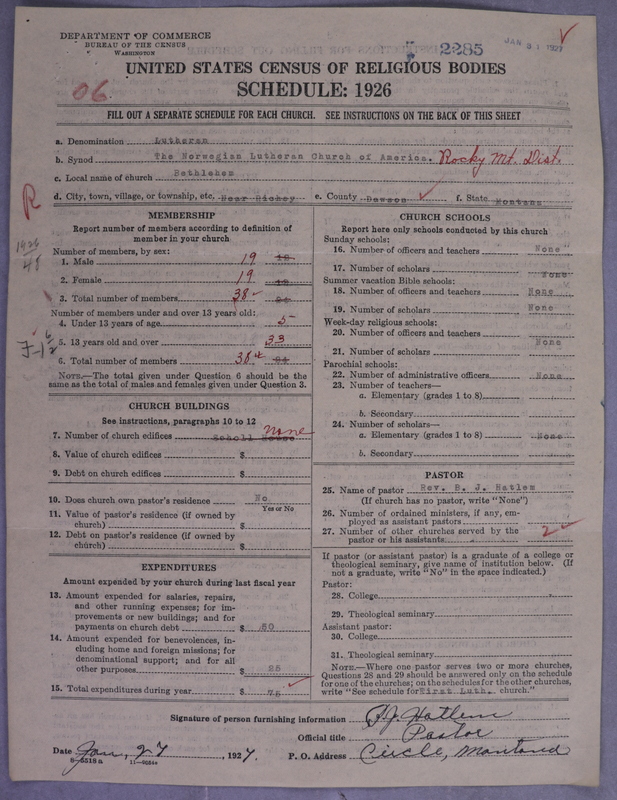 DEPARTMENT OF COMMERCE
BUREAU OF THE CENSUS
WASHINGTON
2285
JAN 31 1927
UNITED STATES CENSUS OF RELIGIOUS BODIES
06.
SCHEDULE: 1926
FILL OUT A SEPARATE SCHEDULE FOR EACH CHURCH. SEE INSTRUCTIONS ON THE BACK OF THIS SHEET
a. Denomination Lutheran
b. Synod The Norwegian Lutheran Church of America. Rocky Mt. Dist.
c. Local name of church Bethlehem
d. City, town, village, or township, etc. Near Richey e. County Dawson f. State Montana
R
1926
48
MEMBERSHIP
Report number of members according to definition of
member in your church
Number of members, by sex:
1. Male 19
2. Female 19
3. Total number of members 38
Number of members under and over 13 years old:
4. Under 13 years of age 5
5. 13 years old and over 33
6. Total number of members 38
NOTE.—The total given under Question 6 should be the
same as the total of males and females given under Question 3.
CHURCH BUILDINGS
See instructions, paragraphs 10 to 12
7. Number of church edifices Scholl House none
8. Value of church edifices $
9. Debt on church edifices $
10. Does church own pastor's residence No
Yes or No
11. Value of pastor's residence (if owned by
church) $
12. Debt on pastor's residence (if owned by
church) $
EXPENDITURES
Amount expended by your church during last fiscal year
13. Amount expended for salaries, repairs,
and other running expenses; for im-
provements or new buildings; and for
payments on church debt $ 50
14. Amount expended for benevolences, in-
cluding home and foreign missions; for
denominational support; and for all
other purposes $ 25
15. Total expenditures during year $ 75
CHURCH SCHOOLS
Report here only schools conducted by this church
Sunday schools:
16. Number of officers and teachers None
17. Number of scholars None
Summer vacation Bible schools:
18. Number of officers and teachers None
19. Number of scholars None
Week-day religious schools:
20. Number of officers and teachers None
21. Number of scholars
Parochial schools:
22. Number of administrative officers None
23. Number of teachers—
a. Elementary (grades 1 to 8)
b. Secondary
24. Number of scholars—
a. Elementary (grades 1 to 8) None
b. Secondary
PASTOR
25. Name of pastor Rev. B. J. Hatlem
(If church has no pastor, write "None")
26. Number of ordained ministers, if any, em-
ployed as assistant pastors
27. Number of other churches served by the
pastor or his assistants 2
If pastor (or assistant pastor) is a graduate of a college or
theological seminary, give name of institution below. (If
not a graduate, write "No" in the space indicated.)
Pastor:
28. College
29. Theological seminary
Assistant pastor:
30. College
31. Theological seminary
NOTE.—Where one pastor serves two or more churches,
Questions 28 and 29 should be answered only on the schedule
for one of the churches; on the schedules for the other churches,
write "See schedule for First Luth. church."
Signature of person furnishing information B.J. Hatlem
Official title Pastor
Date Jan, 27, 1927. P. O. Address Circle, Montana
8—5518a 11—9084a